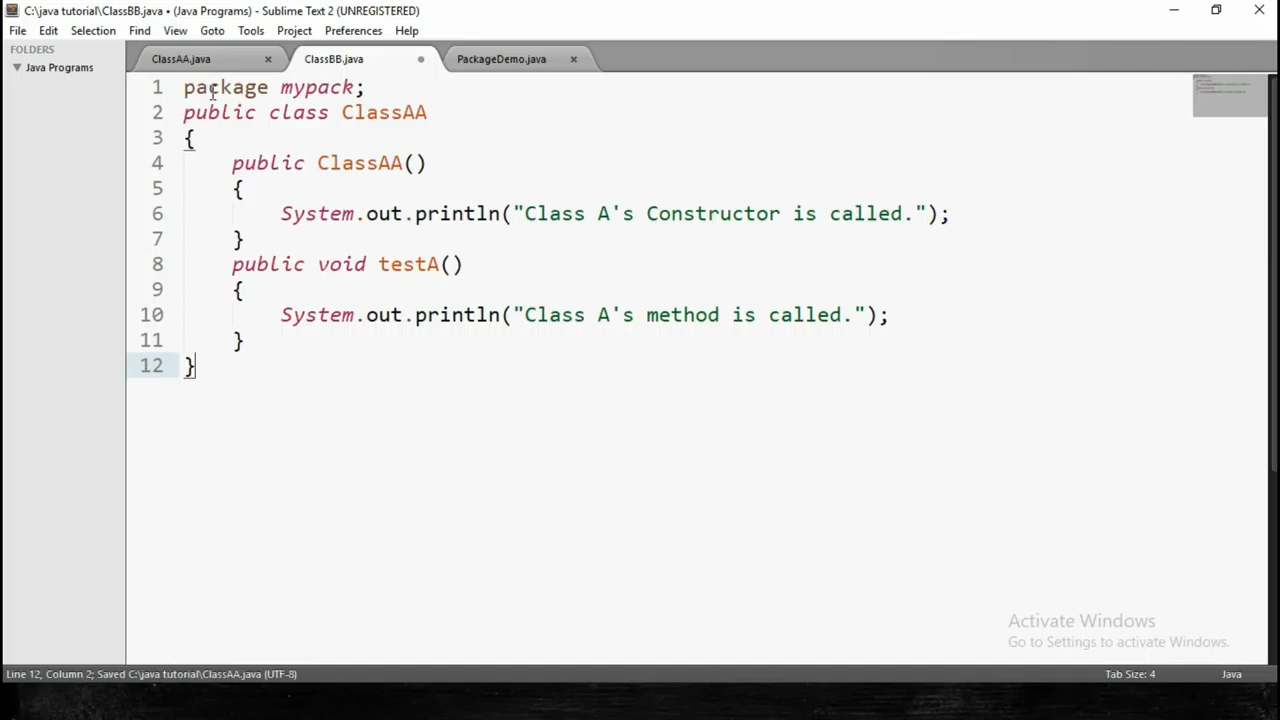 C:\java tutorial\ClassBB.java • (Java Programs) - Sublime Text 2 (UNREGISTERED)
File Edit Selection Find View Goto Tools Project Preferences Help
FOLDERS
Java Programs
ClassAA.java ClassBB.java PackageDemo.java
1 package mypack;
2 public class ClassAA
3 {
4 public ClassAA()
5 {
6 System.out.println("Class A's Constructor is called.");
7 }
8 public void testA()
9 {
10 System.out.println("Class A's method is called.");
11 }
12 }
Activate Windows
Go to Settings to activate Windows.
Line 12, Column 2; Saved C:\java tutorial\ClassAA.java (UTF-8) Tab Size: 4 Java